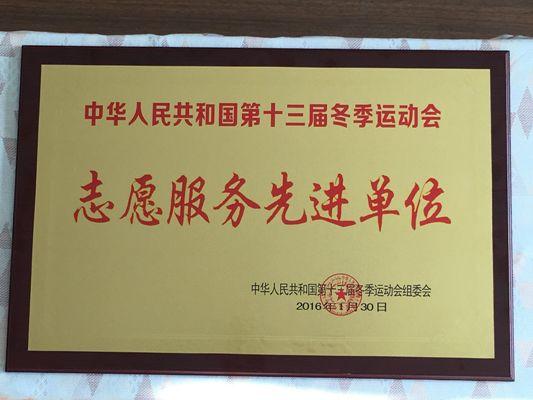 中华人民共和国第十三届冬季运动会
志愿服务先进单位
中华人民共和国第十三届冬季运动会组委会
2016年1月30日